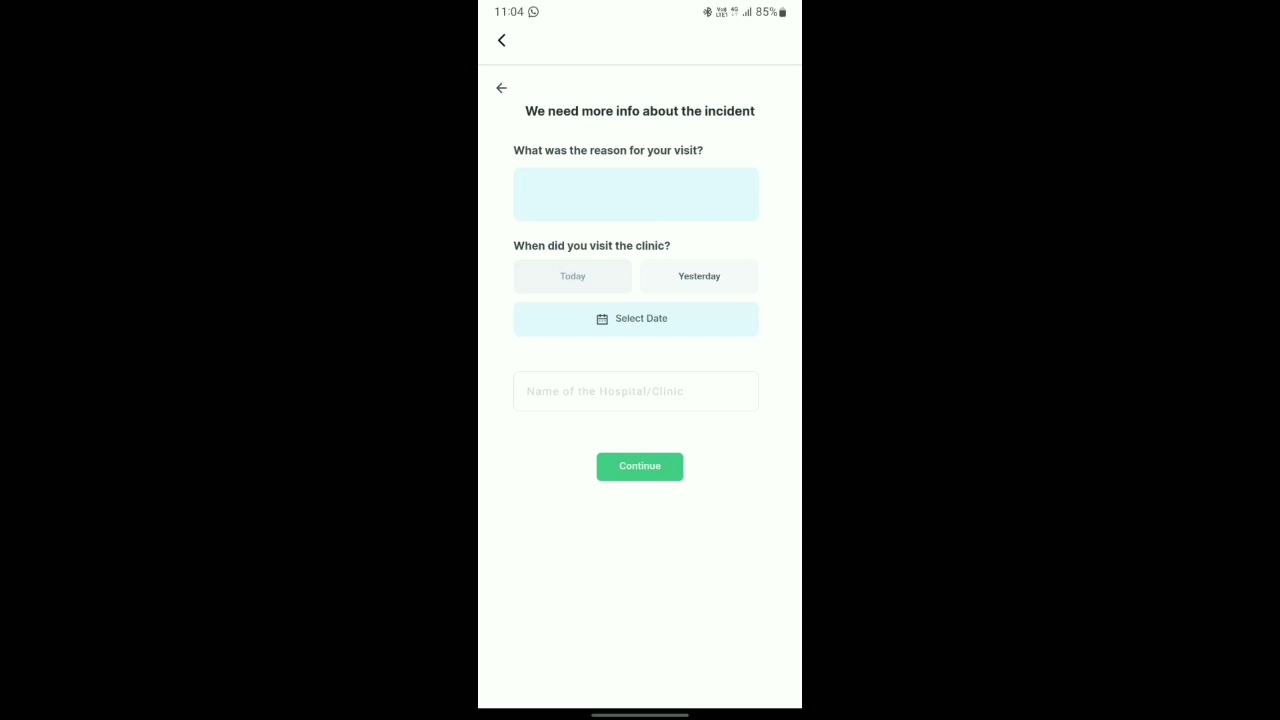 11:04 85%
We need more info about the incident
What was the reason for your visit?
When did you visit the clinic?
Today Yesterday
Select Date
Name of the Hospital/Clinic
Continue